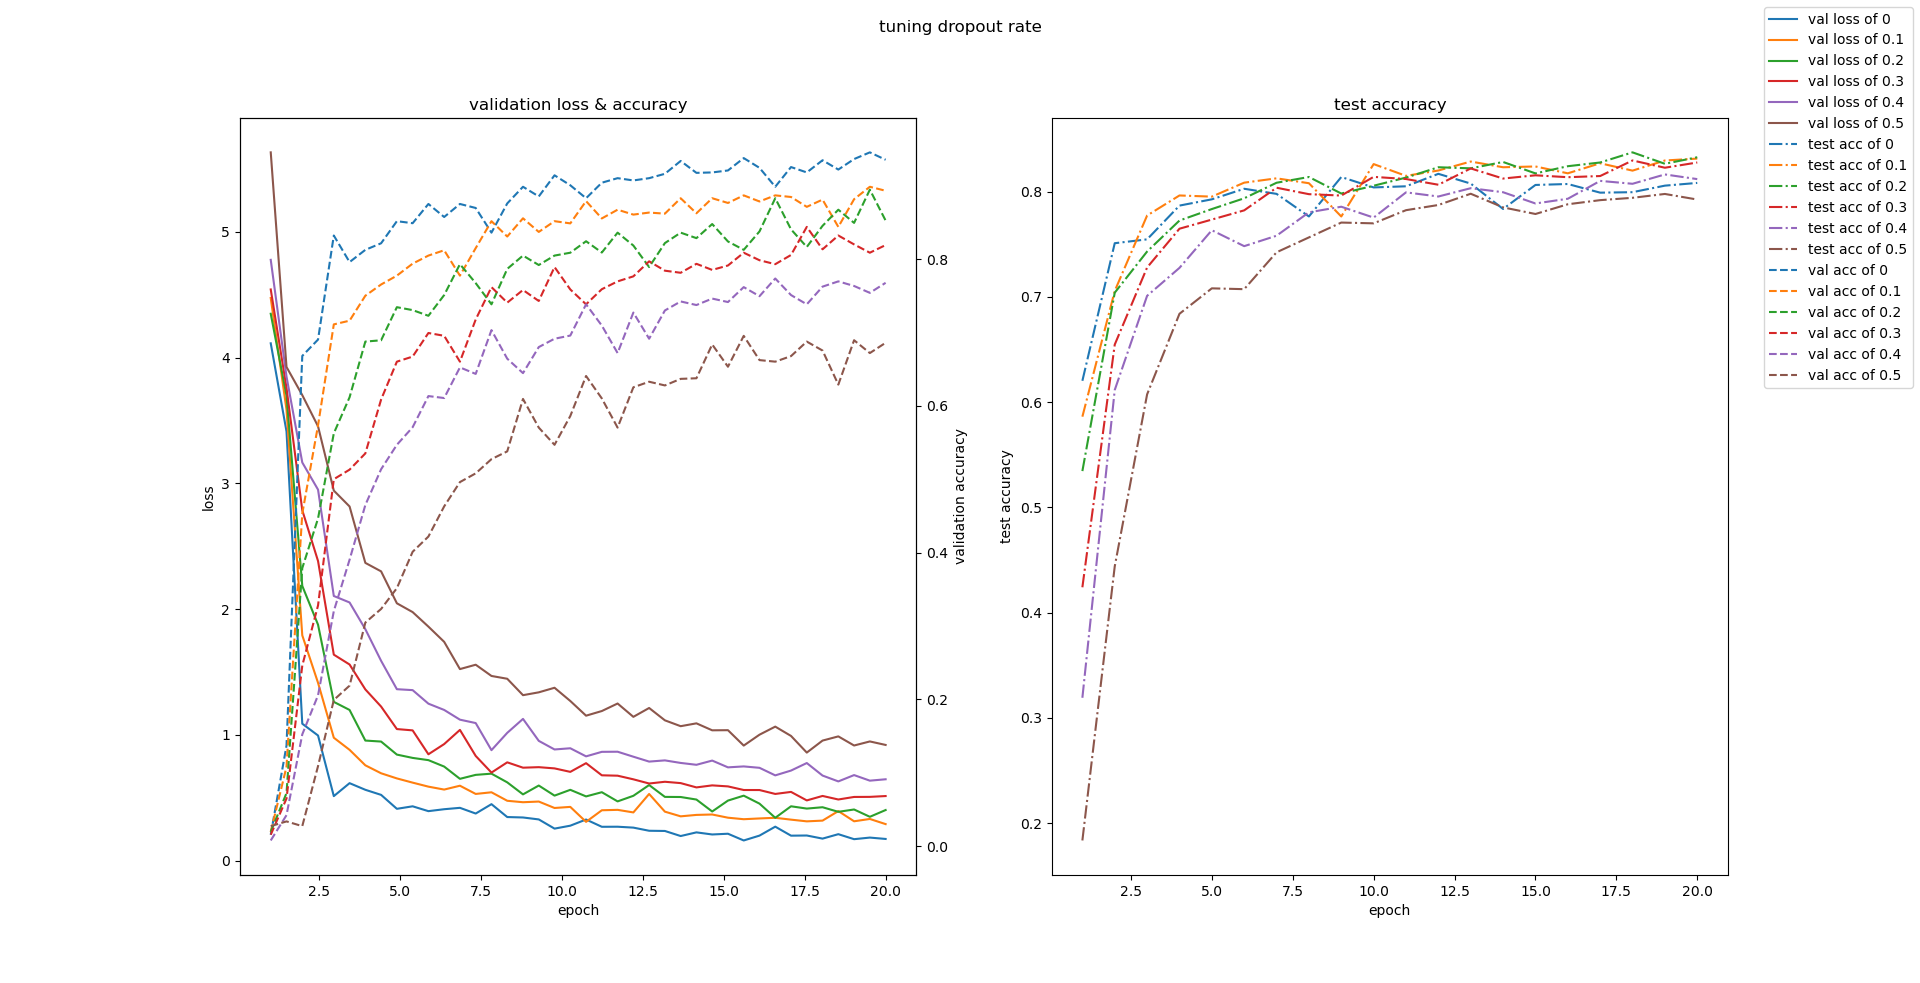 tuning dropout rate
validation loss & accuracy
5
4
3
2
1
0
loss
0.8
0.6
0.4
0.2
0.0
validation accuracy
2.5 5.0 7.5 10.0 12.5 15.0 17.5 20.0
epoch
test accuracy
0.8
0.7
0.6
0.5
0.4
0.3
0.2
test accuracy
2.5 5.0 7.5 10.0 12.5 15.0 17.5 20.0
epoch
val loss of 0
val loss of 0.1
val loss of 0.2
val loss of 0.3
val loss of 0.4
val loss of 0.5
test acc of 0
test acc of 0.1
test acc of 0.2
test acc of 0.3
test acc of 0.4
test acc of 0.5
val acc of 0
val acc of 0.1
val acc of 0.2
val acc of 0.3
val acc of 0.4
val acc of 0.5